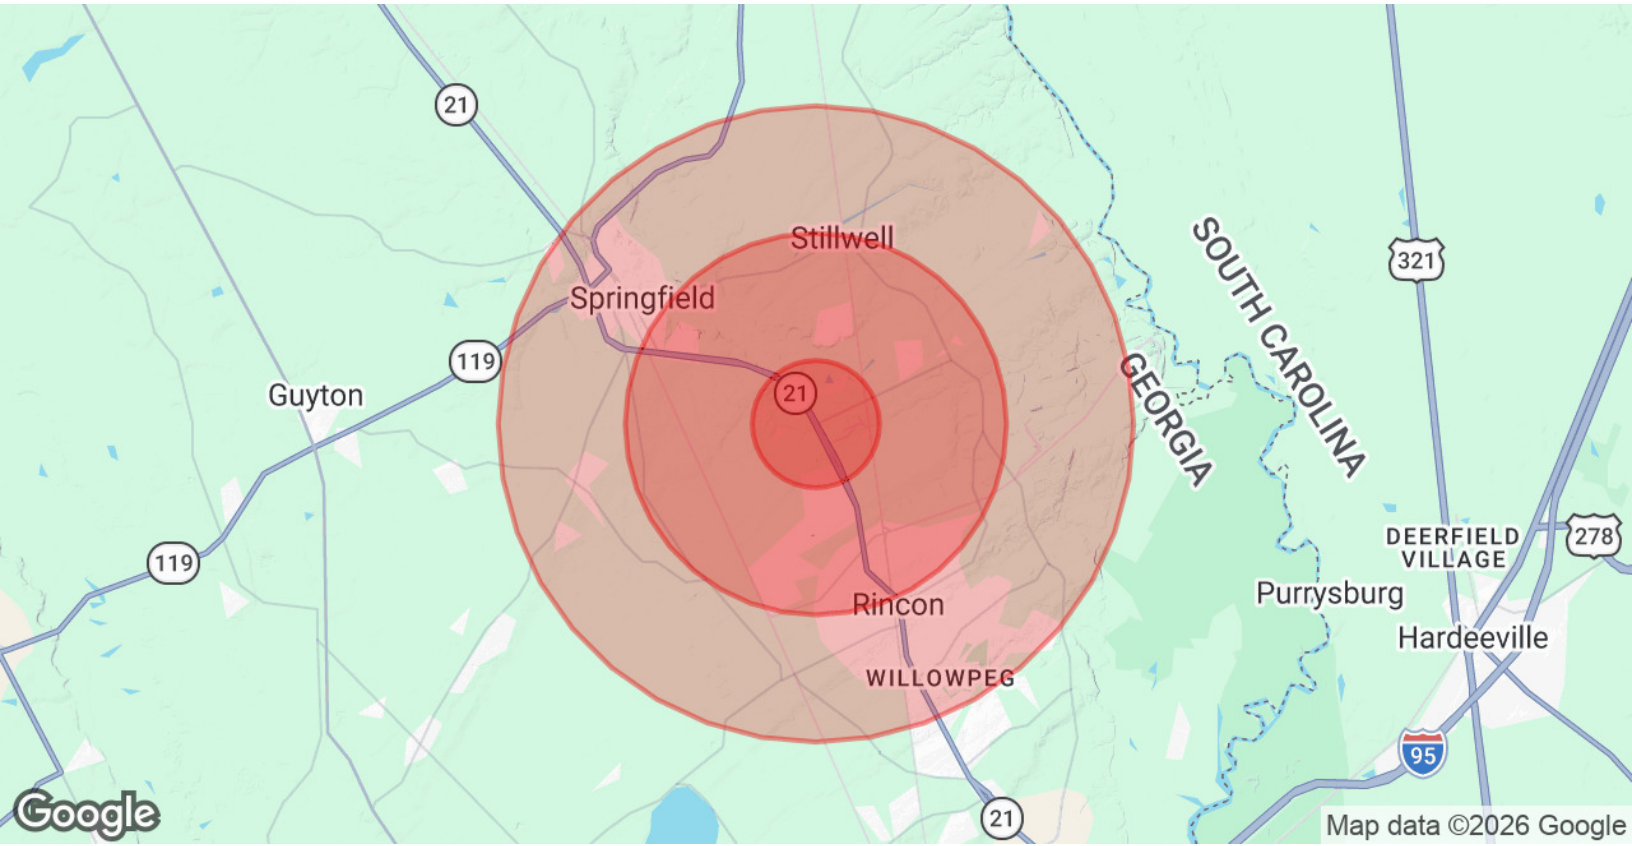 21
Stillwell
SOUTH CAROLINA
321
Springfield
119
GEORGIA
Guyton
21
DEERFIELD
VILLAGE
278
119
Purrysburg
Rincon
Hardeeville
WILLOWPEG
95
Google
21
Map data ©2026 Google